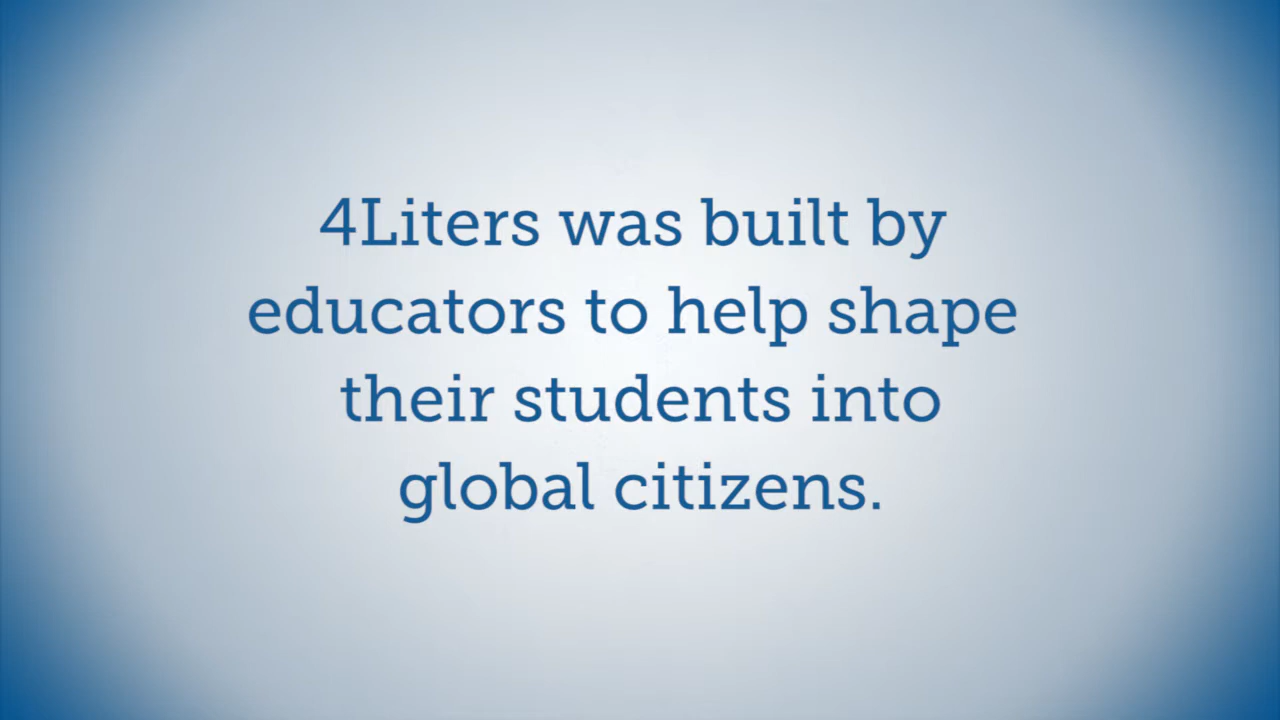 4Liters was built by
educators to help shape
their students into
global citizens.